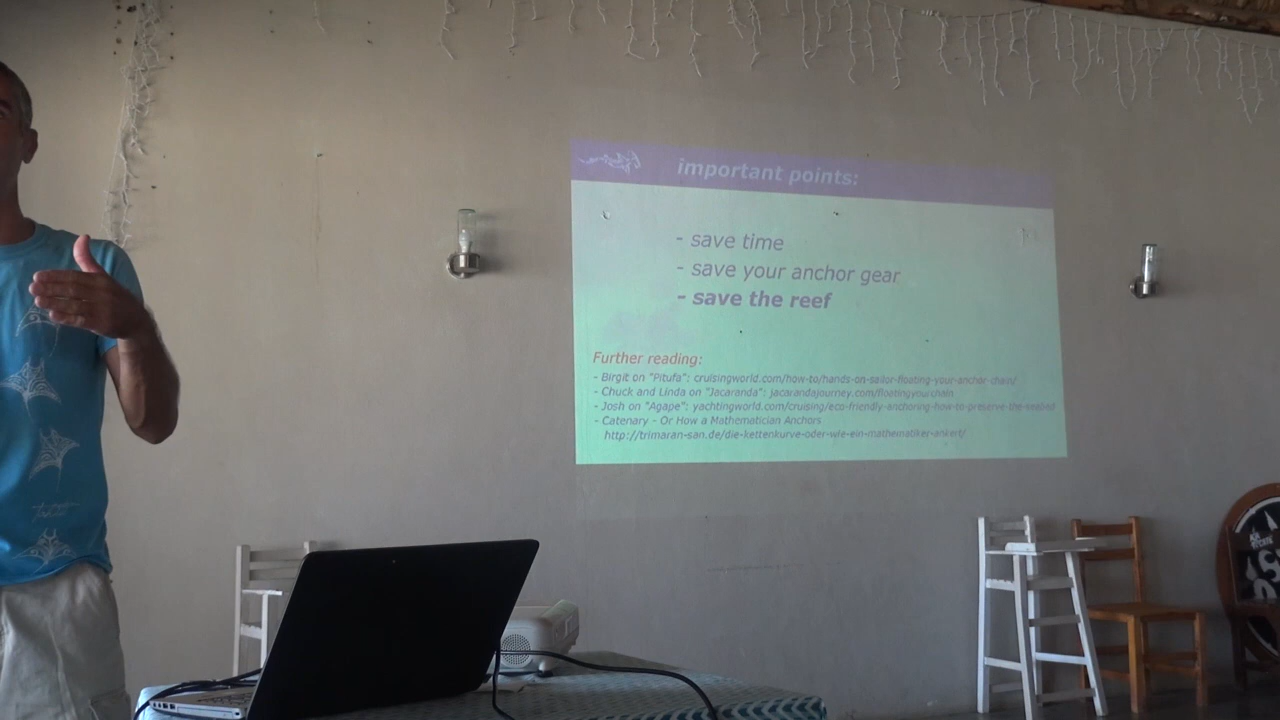 important points:
- save time
- save your anchor gear
- save the reef
Further reading:
- Birgit on "Pitufa": cruisingworld.com/how-to/hands-on-sailor-floating-your-anchor-chain/
- Chuck and Linda on "Jacaranda": jacarandajourney.com/floatingyourchain
- Josh on "Agape": yachtingworld.com/cruising/eco-friendly-anchoring-how-to-preserve-the-seabed
- Catenary - Or How a Mathematician Anchors
http://trimaran-san.de/die-kettenkurve-oder-wie-ein-mathematiker-ankert/